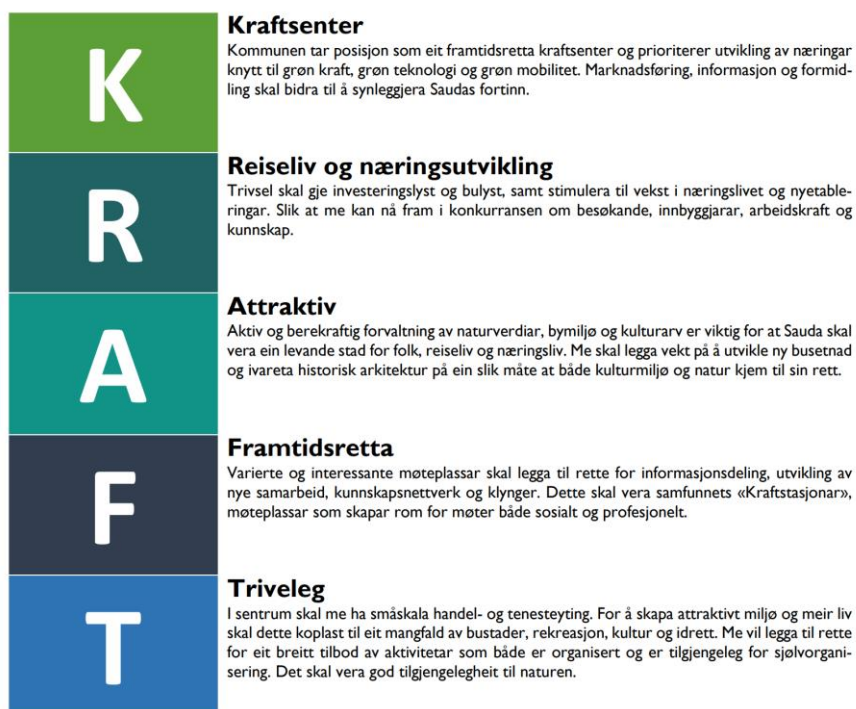 K
Kraftsenter
Kommunen tar posisjon som eit framtidsretta kraftsenter og prioriterer utvikling av næringar
knytt til grøn kraft, grøn teknologi og grøn mobilitet. Marknadsføring, informasjon og formid-
ling skal bidra til å synleggjera Saudas fortinn.
R
Reiseliv og næringsutvikling
Trivsel skal gje investeringslyst og bulyst, samt stimulera til vekst i næringslivet og nyetable-
ringar. Slik at me kan nå fram i konkurransen om besøkande, innbyggjarar, arbeidskraft og
kunnskap.
A
Attraktiv
Aktiv og berekraftig forvaltning av naturverdiar, bymiljø og kulturarv er viktig for at Sauda skal
vera ein levande stad for folk, reiseliv og næringsliv. Me skal legga vekt på å utvikle ny busetnad
og ivareta historisk arkitektur på ein slik måte at både kulturmiljø og natur kjem til sin rett.
F
Framtidsretta
Varierte og interessante møteplassar skal legga til rette for informasjonsdeling, utvikling av
nye samarbeid, kunnskapsnettverk og klynger. Dette skal vera samfunnets «Kraftstasjonar»,
møteplassar som skapar rom for møter både sosialt og profesjonelt.
T
Triveleg
I sentrum skal me ha småskala handel- og tenesteyting. For å skapa attraktivt miljø og meir liv
skal dette koplast til eit mangfald av bustader, rekreasjon, kultur og idrett. Me vil legga til rette
for eit breitt tilbod av aktivitetar som både er organisert og er tilgjengeleg for sjølvorgani-
sering. Det skal vera god tilgjengelegheit til naturen.